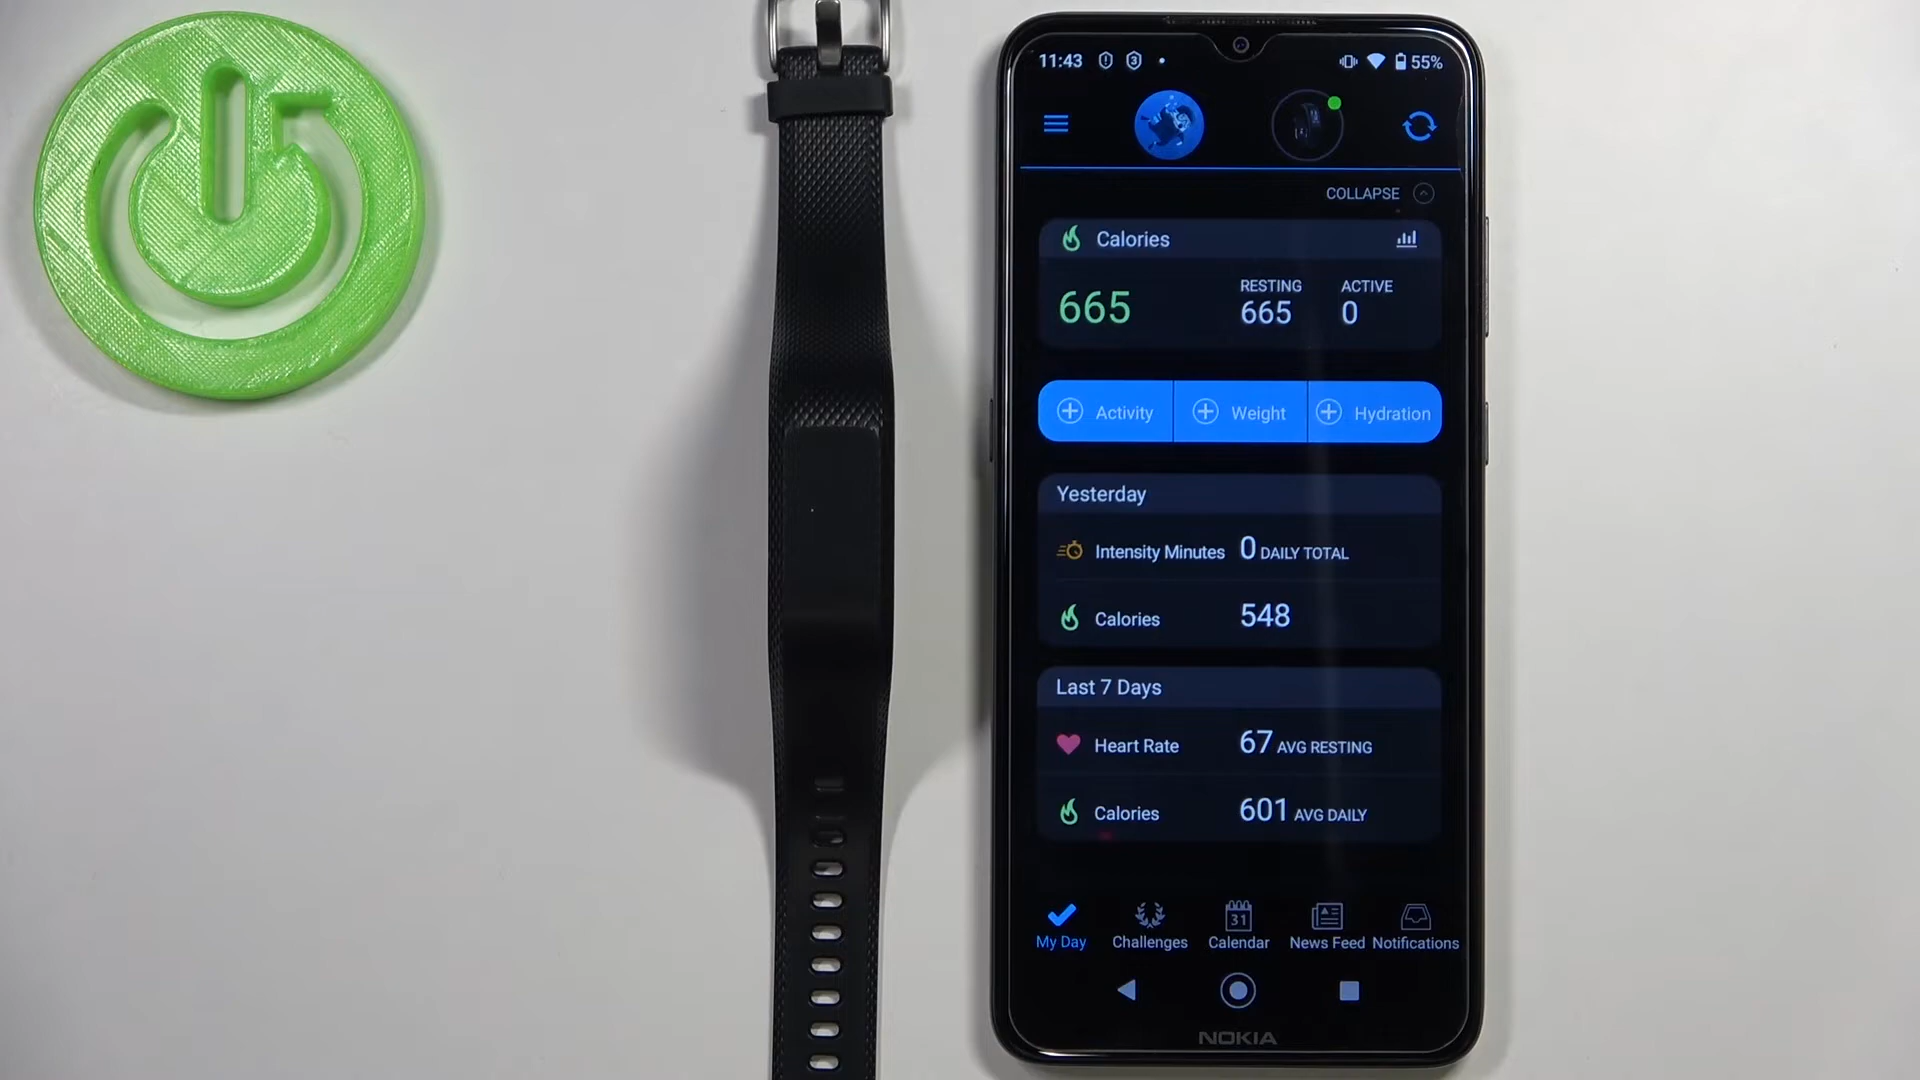 11:43
3
55%
COLLAPSE
Calories
665
RESTING
665
ACTIVE
0
Activity
Weight
Hydration
Yesterday
Intensity Minutes 0 DAILY TOTAL
Calories 548
Last 7 Days
Heart Rate 67 AVG RESTING
Calories 601 AVG DAILY
31
My Day
Challenges
Calendar
News Feed
Notifications
NOKIA